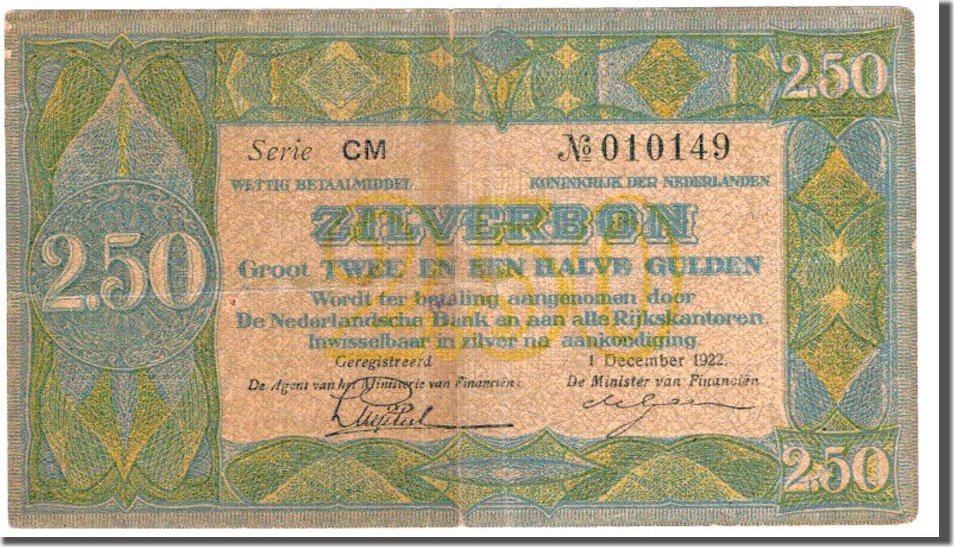 2.50
Serie CM № 010149
WETTIG BETAALMIDDEL KONINKRIJK DER NEDERLANDEN
ZILVERBON
2.50
Groot TWEE EN EEN HALVE GULDEN
2.50
Wordt ter betaling aangenomen door
De Nederlandsche Bank en aan alle Rijkskantoren.
Inwisselbaar in zilver na aankondiging.
Geregistreerd 1 December 1922.
De Agent van het Ministerie van Financiën: De Minister van Financiën
2.50